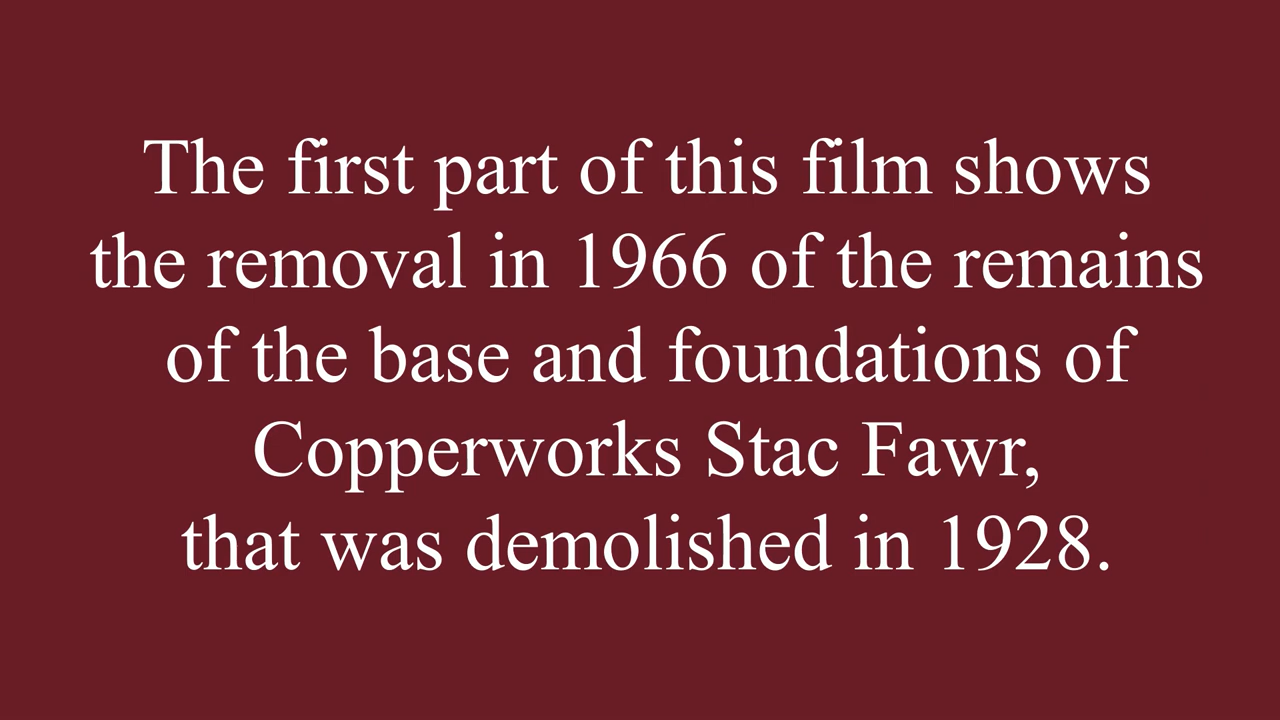 The first part of this film shows
the removal in 1966 of the remains
of the base and foundations of
Copperworks Stac Fawr,
that was demolished in 1928.